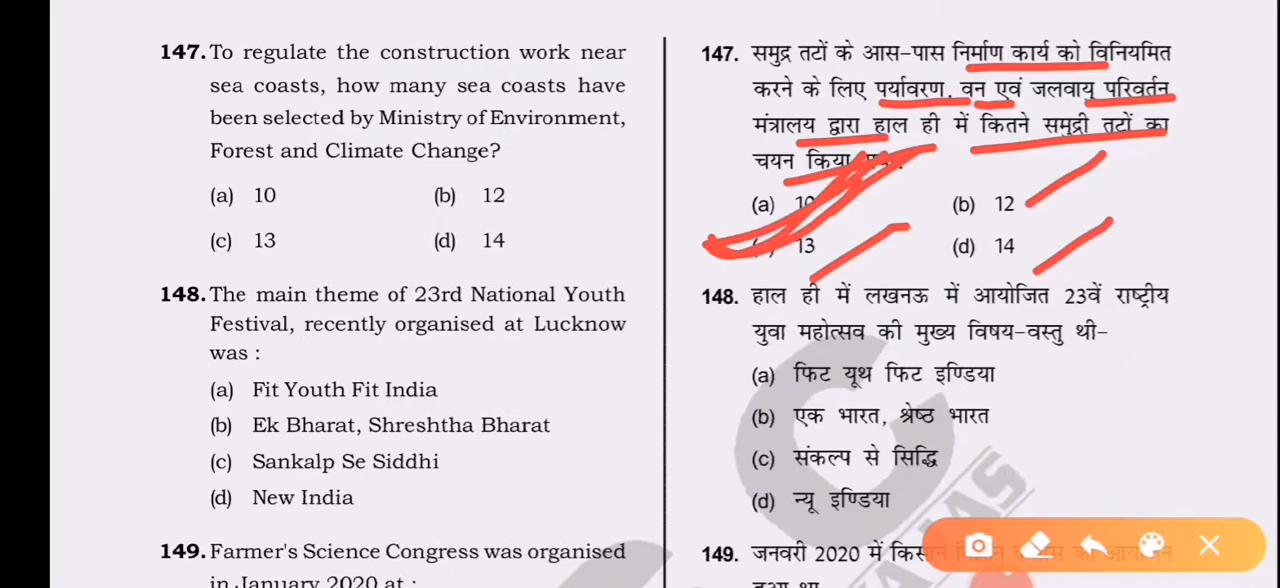 147. To regulate the construction work near
sea coasts, how many sea coasts have
been selected by Ministry of Environment,
Forest and Climate Change?
(a) 10 (b) 12
(c) 13 (d) 14
148. The main theme of 23rd National Youth
Festival, recently organised at Lucknow
was :
(a) Fit Youth Fit India
(b) Ek Bharat, Shreshtha Bharat
(c) Sankalp Se Siddhi
(d) New India
149. Farmer's Science Congress was organised
in January 2020 at :
147. समुद्र तटों के आस-पास निर्माण कार्य को विनियमित
करने के लिए पर्यावरण, वन एवं जलवायु परिवर्तन
मंत्रालय द्वारा हाल ही में कितने समुद्री तटों का
चयन किया
(a) 10 (b) 12
13 (d) 14
148. हाल ही में लखनऊ में आयोजित 23वें राष्ट्रीय
युवा महोत्सव की मुख्य विषय-वस्तु थी-
(a) फिट यूथ फिट इण्डिया
(b) एक भारत, श्रेष्ठ भारत
(c) संकल्प से सिद्धि
(d) न्यू इण्डिया
149. जनवरी 2020 में